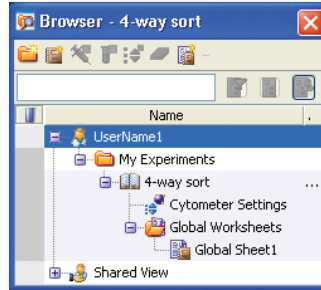 Browser - 4-way sort
Name .
UserName1
My Experiments
4-way sort ...
Cytometer Settings
Global Worksheets
Global Sheet1
Shared View